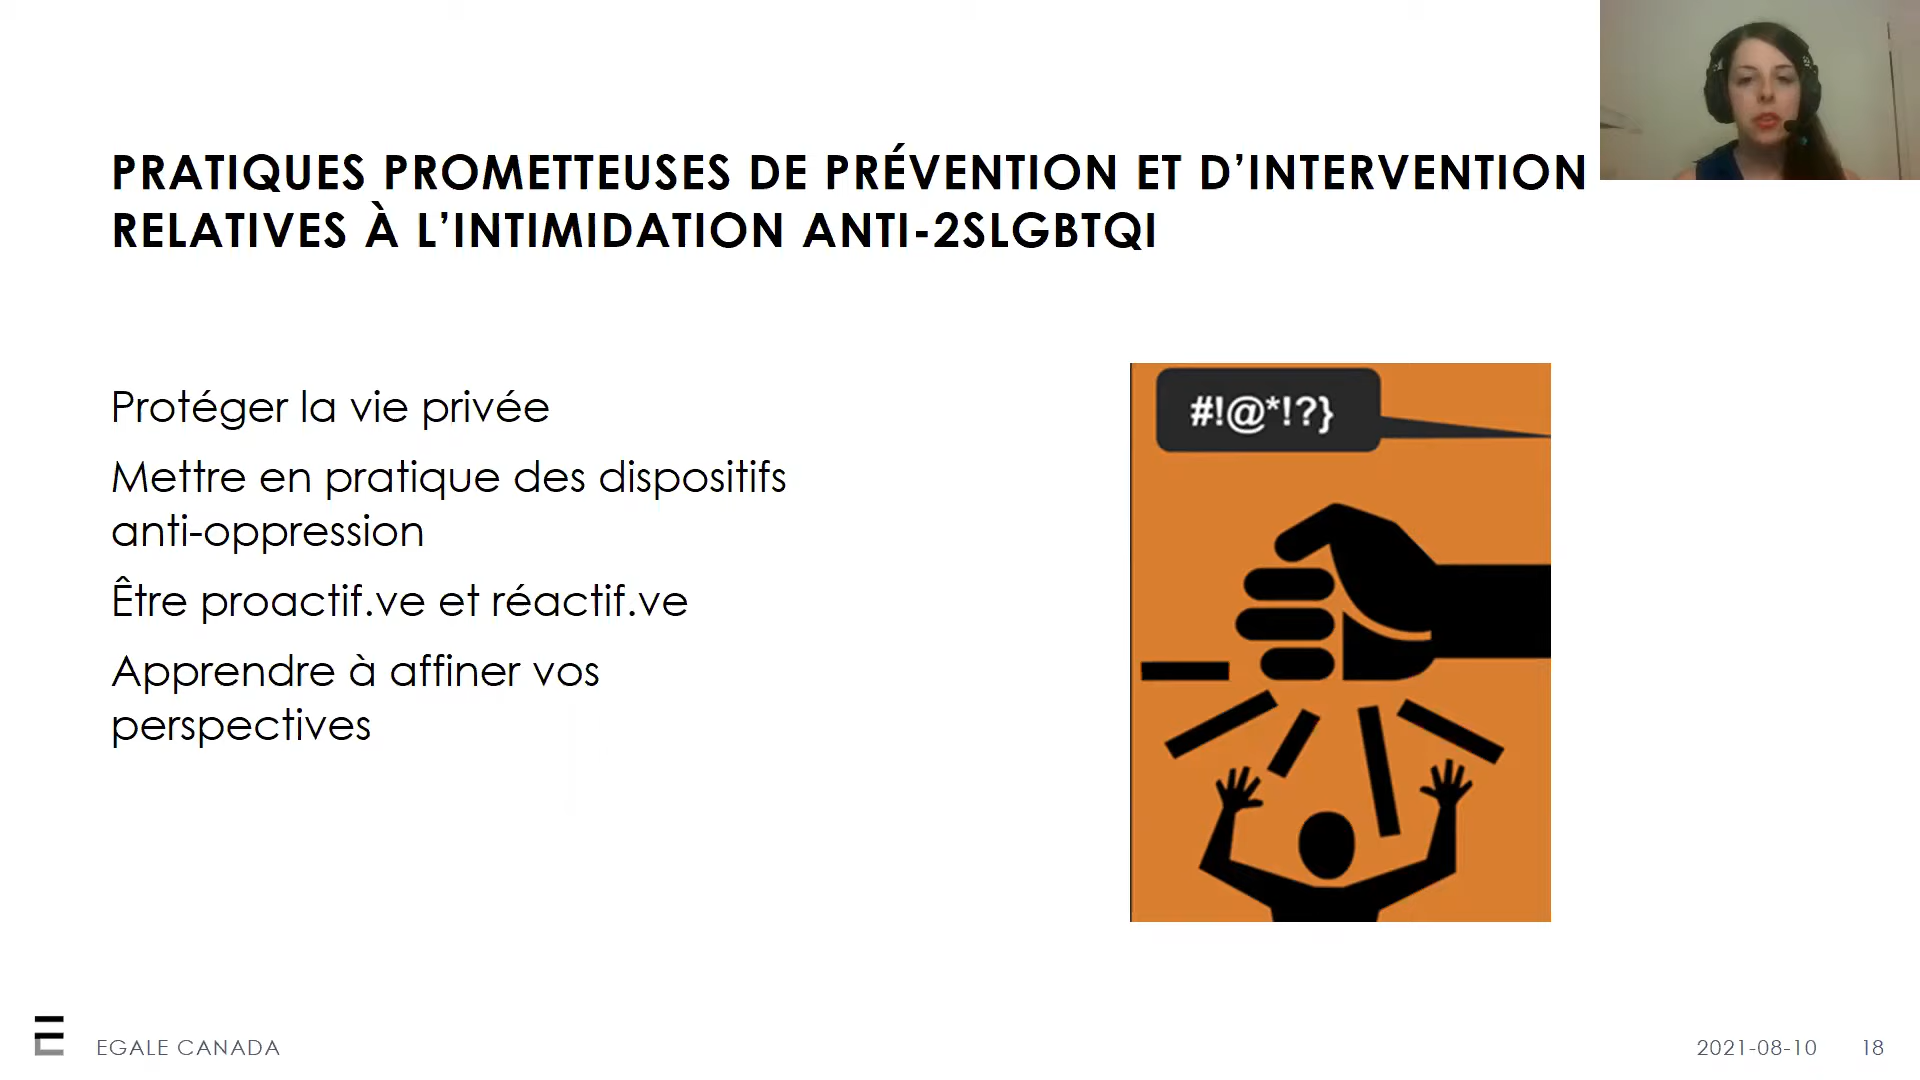 PRATIQUES PROMETTEUSES DE PRÉVENTION ET D’INTERVENTION
RELATIVES À L’INTIMIDATION ANTI-2SLGBTQI
Protéger la vie privée
Mettre en pratique des dispositifs
anti-oppression
Être proactif.ve et réactif.ve
Apprendre à affiner vos
perspectives
#!@*!?}
EGALE CANADA
2021-08-10
18